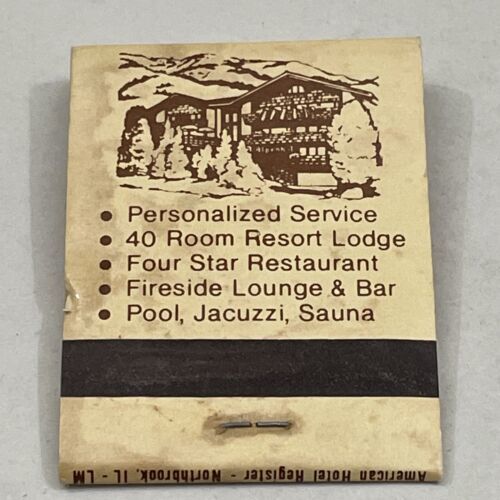 • Personalized Service
• 40 Room Resort Lodge
• Four Star Restaurant
• Fireside Lounge & Bar
• Pool, Jacuzzi, Sauna
American Hotel Register - Northbrook, IL - LM